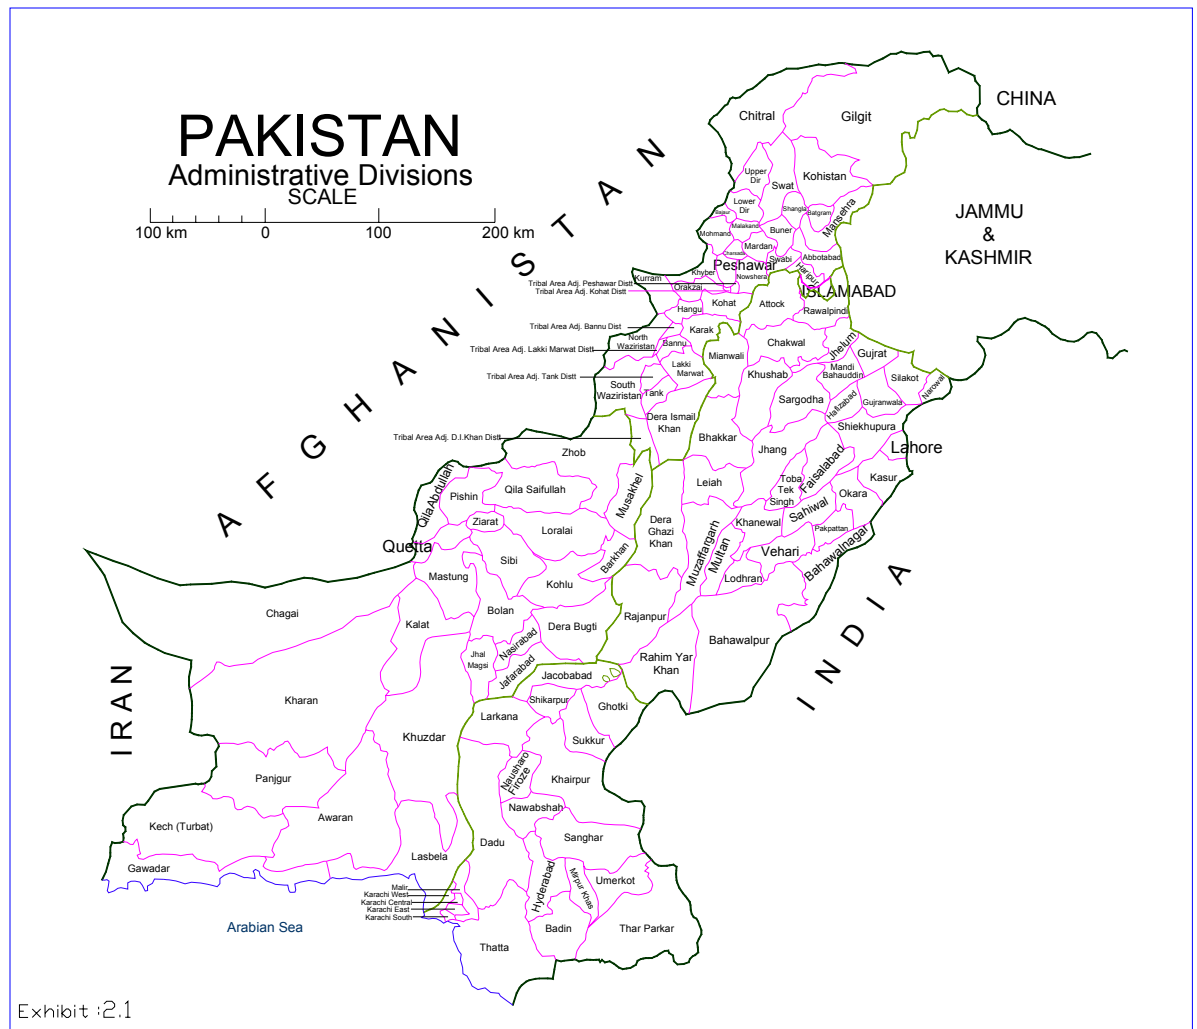 PAKISTAN
Administrative Divisions
SCALE
100 km 0 100 km 200 km
AFGHANISTAN
CHINA
JAMMU
&
KASHMIR
IRAN
INDIA
Arabian Sea
ISLAMABAD
Chitral
Gilgit
Upper
Dir
Swat
Kohistan
Lower
Dir
Shangla
Batgram
Mansehra
Bajaur
Malakand
Buner
Mohmand
Mardan
Charsada
Swabi
Abbotabad
Haripur
Peshawar
Nowshera
Khyber
Kurram
Tribal Area Adj. Peshawar Distt
Tribal Area Adj. Kohat Distt
Orakzai
Kohat
Attock
Rawalpindi
Hangu
Tribal Area Adj. Bannu Dist
Karak
North
Waziristan
Bannu
Mianwali
Chakwal
Jhelum
Gujrat
Tribal Area Adj. Lakki Marwat Distt
Lakki
Marwat
Mandi
Bahauddin
Silakot
Narowal
Tribal Area Adj. Tank Distt
South
Waziristan
Tank
Khushab
Sargodha
Hafizabad
Gujranwala
Dera Ismail
Khan
Bhakkar
Shiekhupura
Tribal Area Adj. D.I.Khan Distt
Lahore
Zhob
Jhang
Faisalabad
Kasur
Qila Abdullah
Pishin
Qila Saifullah
Musakhel
Leiah
Toba
Tek
Singh
Okara
Ziarat
Loralai
Dera
Ghazi
Khan
Muzaffargarh
Khanewal
Sahiwal
Pakpattan
Quetta
Sibi
Barkhan
Multan
Vehari
Bahawalnagar
Mastung
Kohlu
Lodhran
Chagai
Kalat
Bolan
Dera Bugti
Rajanpur
Bahawalpur
Jhal
Magsi
Nasirabad
Jafarabad
Rahim Yar
Khan
Jacobabad
Kharan
Shikarpur
Ghotki
Larkana
Khuzdar
Sukkur
Panjgur
Nausharo
Firoze
Khairpur
Nawabshah
Kech (Turbat)
Awaran
Sanghar
Lasbela
Dadu
Gawadar
Hyderabad
Mirpur Khas
Umerkot
Malir
Karachi West
Karachi Central
Karachi East
Karachi South
Badin
Thar Parkar
Thatta
Exhibit :2.1